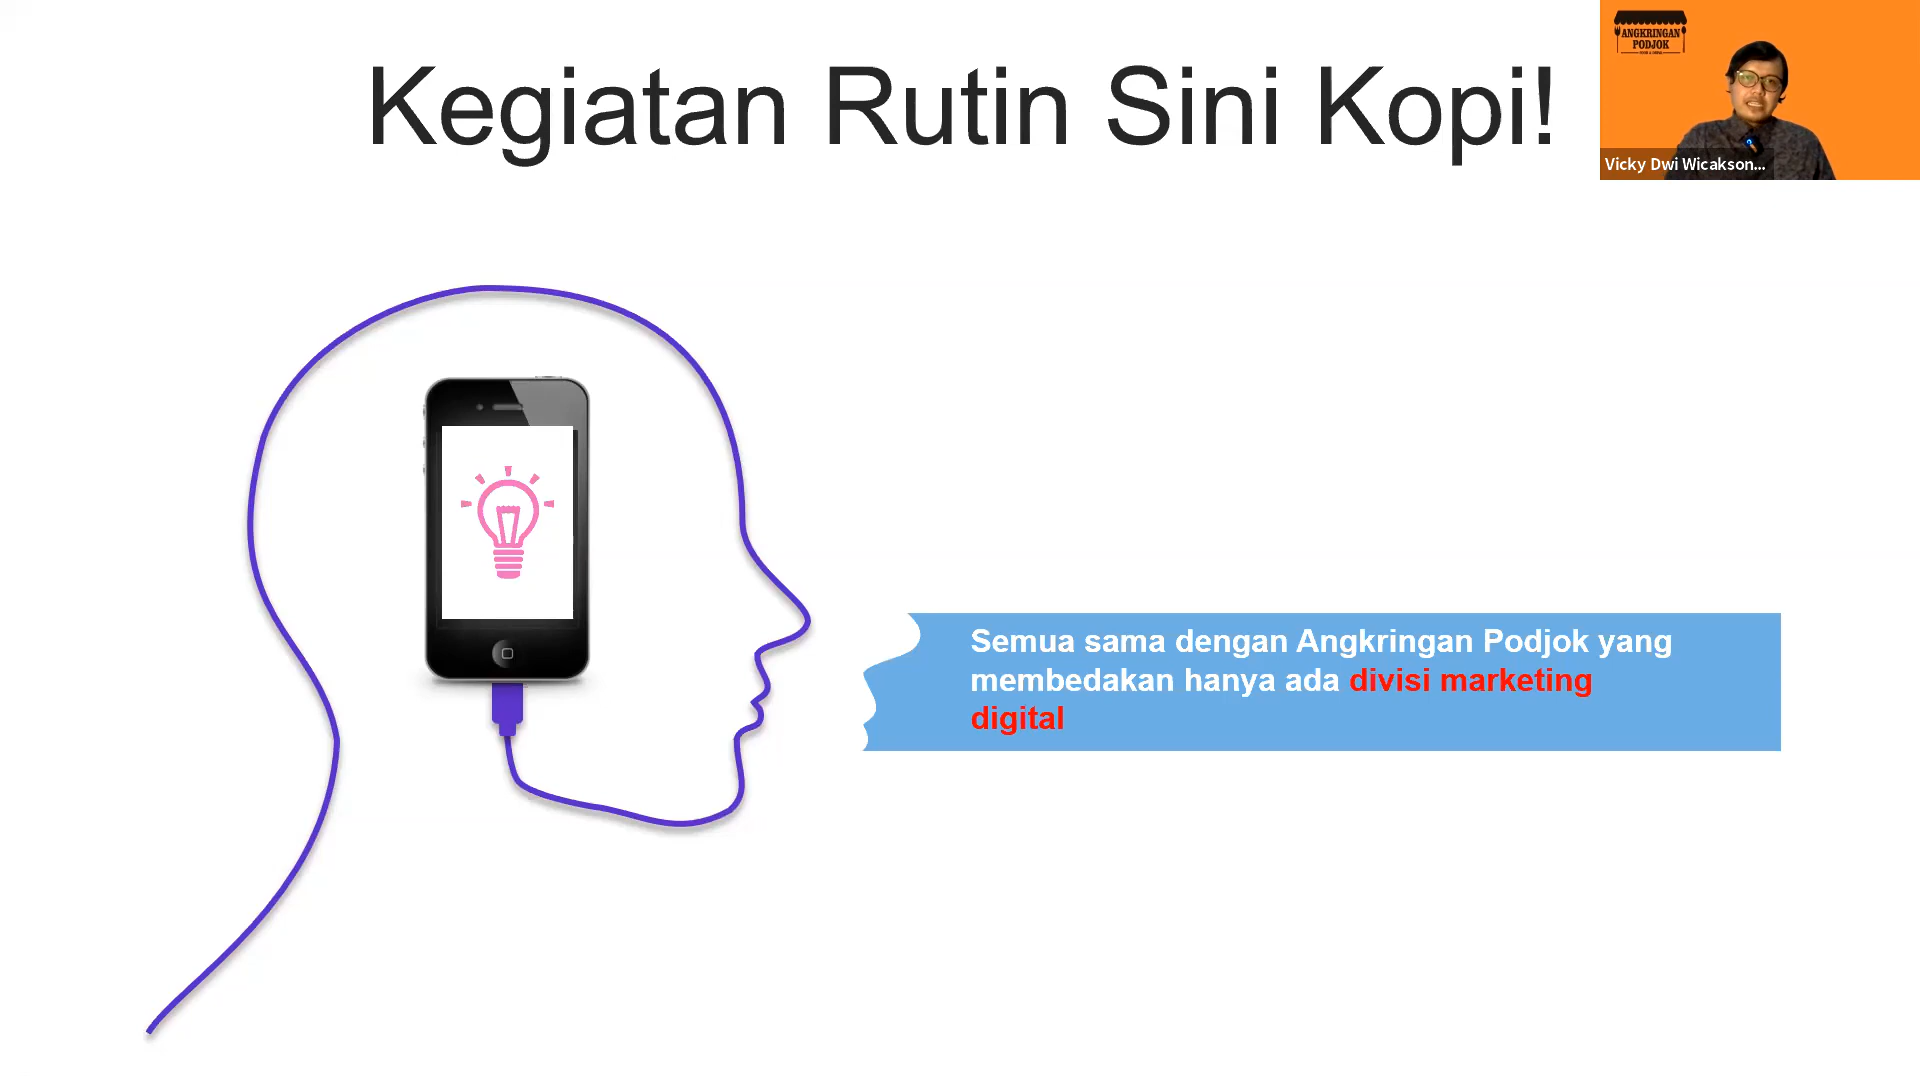 Kegiatan Rutin Sini Kopi!
ANGKRINGAN
PODJOK
Vicky Dwi Wicakson...
Semua sama dengan Angkringan Podjok yang
membedakan hanya ada divisi marketing
digital